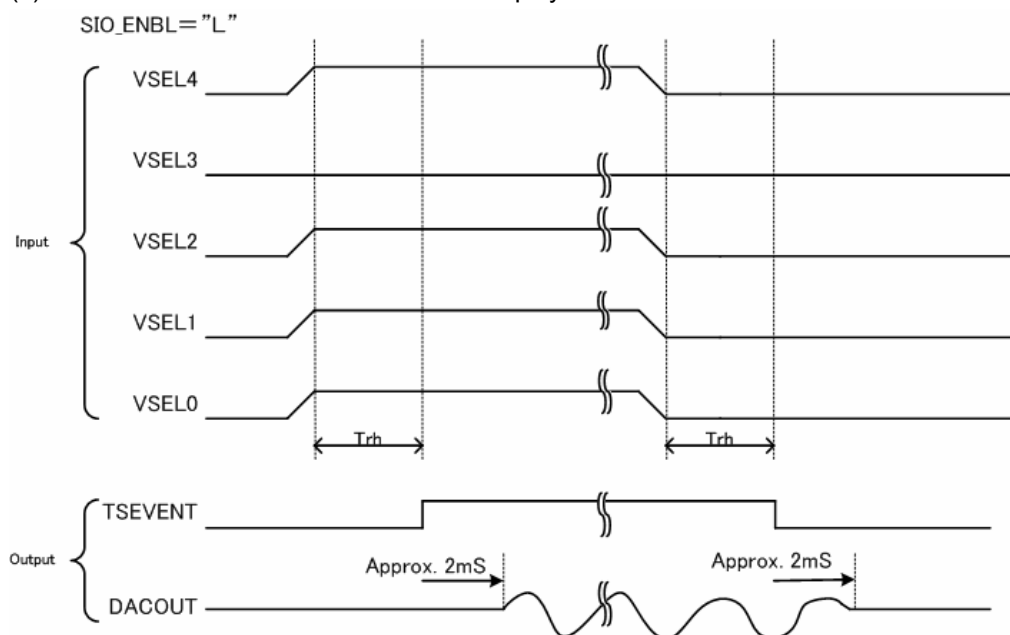 SIO_ENBL="L"
VSEL4
VSEL3
Input
VSEL2
VSEL1
VSEL0
Trh
Trh
TSEVENT
Output
Approx. 2mS
Approx. 2mS
DACOUT